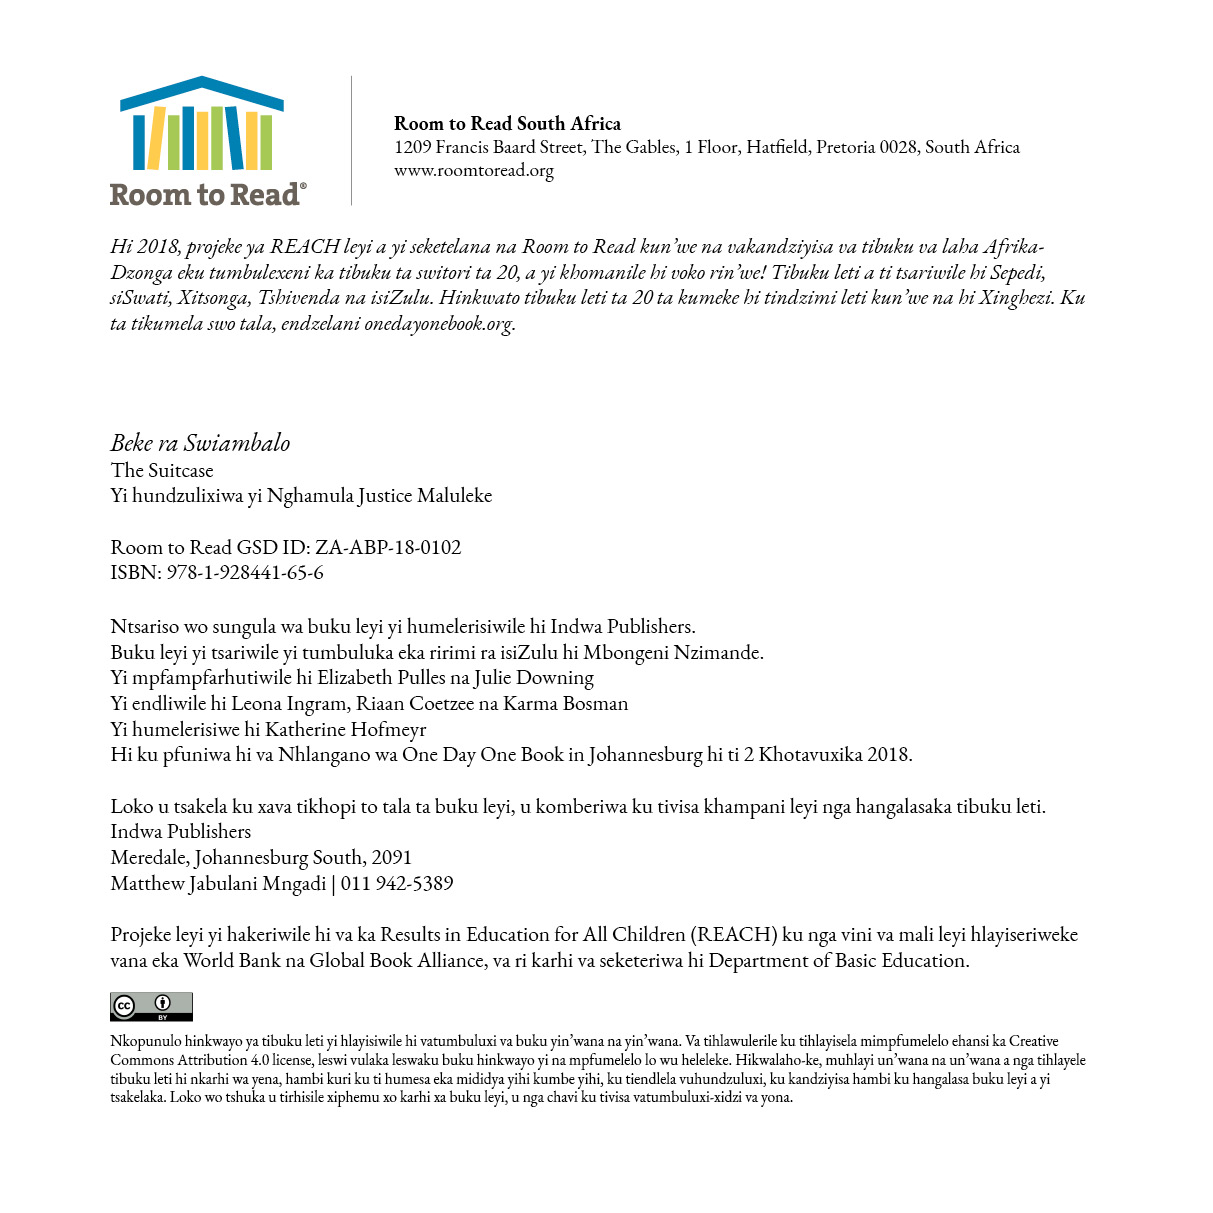 Room to Read®
Room to Read South Africa
1209 Francis Baard Street, The Gables, 1 Floor, Hatfield, Pretoria 0028, South Africa
www.roomtoread.org
Hi 2018, projeke ya REACH leyi a yi seketelana na Room to Read kun’we na vakandziyisa va tibuku va laha Afrika-
Dzonga eku tumbulexeni ka tibuku ta switori ta 20, a yi khomanile hi voko rin’we! Tibuku leti a ti tsariwile hi Sepedi,
siSwati, Xitsonga, Tshivenda na isiZulu. Hinkwato tibuku leti ta 20 ta kumeke hi tindzimi leti kun’we na hi Xinghezi. Ku
ta tikumela swo tala, endzelani onedayonebook.org.
Beke ra Swiambalo
The Suitcase
Yi hundzulixiwa yi Nghamula Justice Maluleke
Room to Read GSD ID: ZA-ABP-18-0102
ISBN: 978-1-928441-65-6
Ntsariso wo sungula wa buku leyi yi humelerisiwile hi Indwa Publishers.
Buku leyi yi tsariwile yi tumbuluka eka ririmi ra isiZulu hi Mbongeni Nzimande.
Yi mpfampfarhutiwile hi Elizabeth Pulles na Julie Downing
Yi endliwile hi Leona Ingram, Riaan Coetzee na Karma Bosman
Yi humelerisiwe hi Katherine Hofmeyr
Hi ku pfuniwa hi va Nhlangano wa One Day One Book in Johannesburg hi ti 2 Khotavuxika 2018.
Loko u tsakela ku xava tikhopi to tala ta buku leyi, u komberiwa ku tivisa khampani leyi nga hangalasaka tibuku leti.
Indwa Publishers
Meredale, Johannesburg South, 2091
Matthew Jabulani Mngadi | 011 942-5389
Projeke leyi yi hakeriwile hi va ka Results in Education for All Children (REACH) ku nga vini va mali leyi hlayiseriweke
vana eka World Bank na Global Book Alliance, va ri karhi va seketeriwa hi Department of Basic Education.
cc BY
Nkopunulo hinkwayo ya tibuku leti yi hlayisiwile hi vatumbuluxi va buku yin’wana na yin’wana. Va tihlawulerile ku tihlayisela mimpfumelelo ehansi ka Creative
Commons Attribution 4.0 license, leswi vulaka leswaku buku hinkwayo yi na mpfumelelo lo wu heleleke. Hikwalaho-ke, muhlayi un’wana na un’wana a nga tihlayele
tibuku leti hi nkarhi wa yena, hambi kuri ku ti humesa eka mididya yihi kumbe yihi, ku tiendlela vuhundzuluxi, ku kandziyisa hambi ku hangalasa buku leyi a yi
tsakelaka. Loko wo tshuka u tirhisile xiphemu xo karhi xa buku leyi, u nga chavi ku tivisa vatumbuluxi-xidzi va yona.